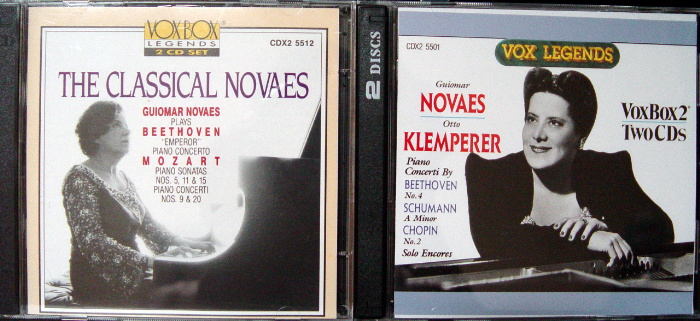 VOXBOX
LEGENDS
2 CD SET
CDX2 5512
THE CLASSICAL NOVAES
GUIOMAR NOVAES
PLAYS
BEETHOVEN
"EMPEROR"
PIANO CONCERTO
MOZART
PIANO SONATAS
NOS. 5, 11 & 15
PIANO CONCERTI
NOS. 9 & 20
2 DISCS
CDX2 5501
VOX LEGENDS
Guiomar
NOVAES
Otto
KLEMPERER
Piano
Concerti By
BEETHOVEN
No. 4
SCHUMANN
A Minor
CHOPIN
No. 2
Solo Encores
VOXBOX2
TWO CDS